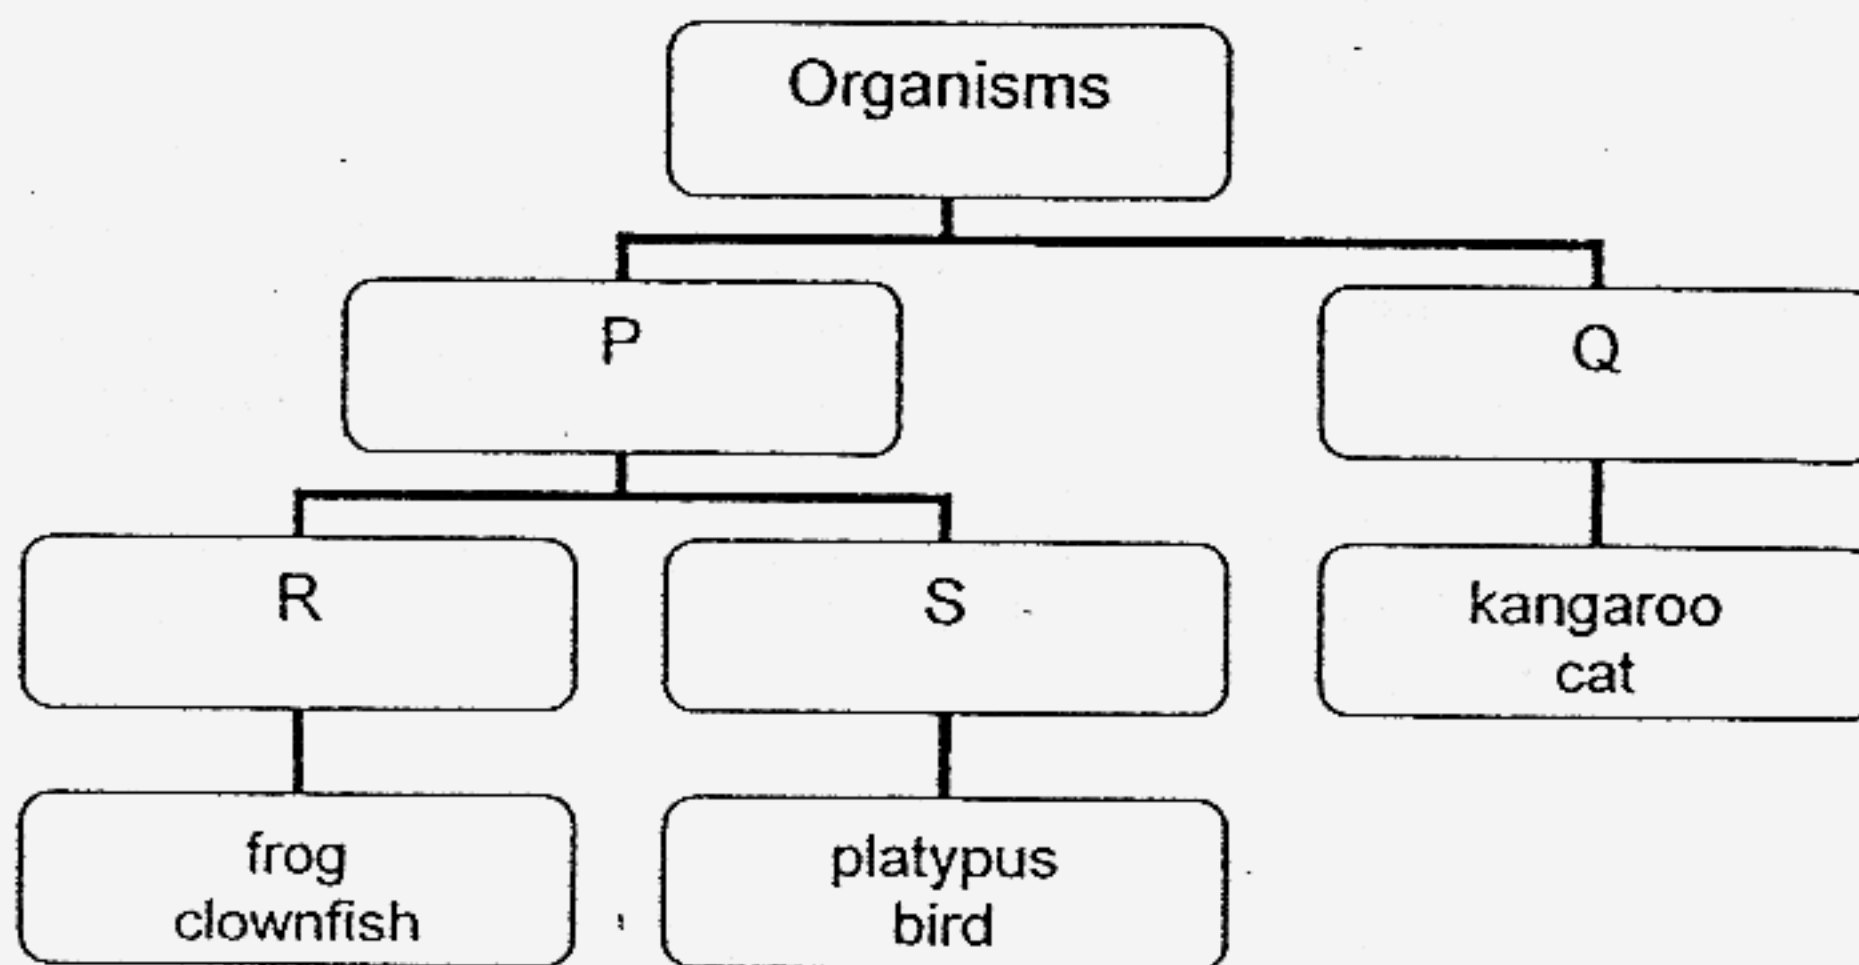 Organisms
P
Q
R
S
kangaroo
cat
frog
clownfish
platypus
bird